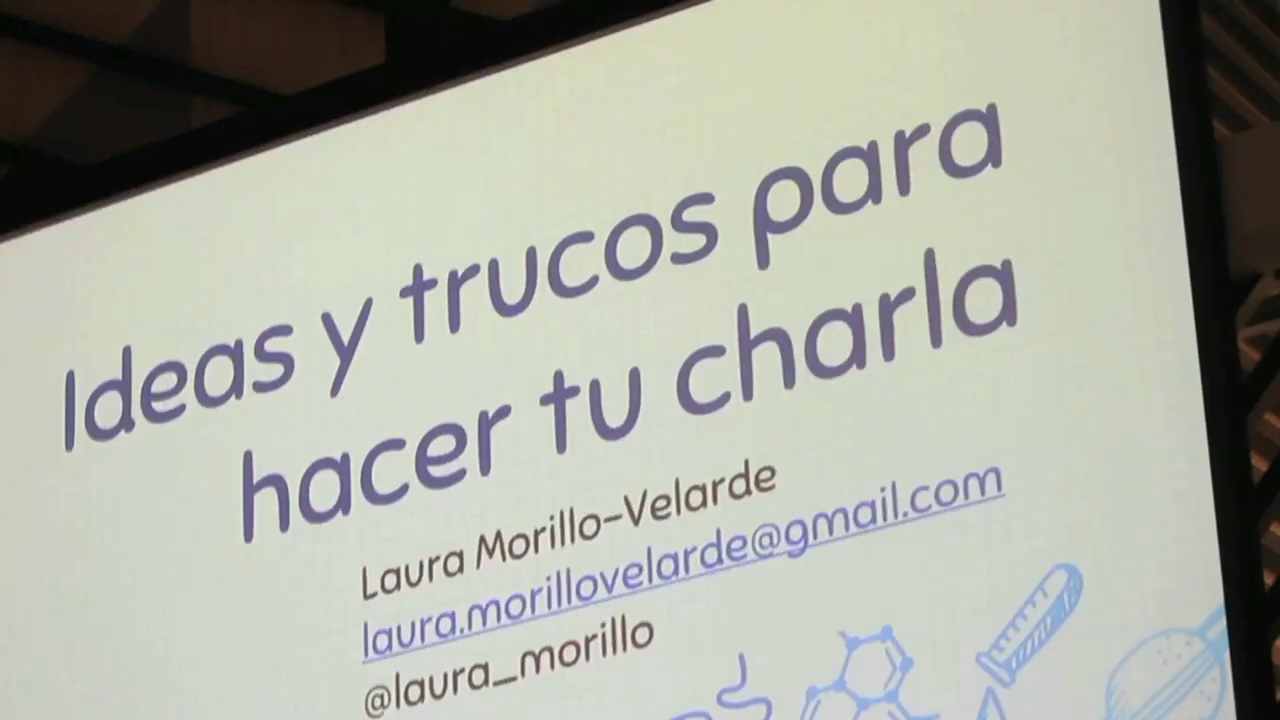 Ideas y trucos para
hacer tu charla
Laura Morillo-Velarde
laura.morillovelarde@gmail.com
@laura_morillo